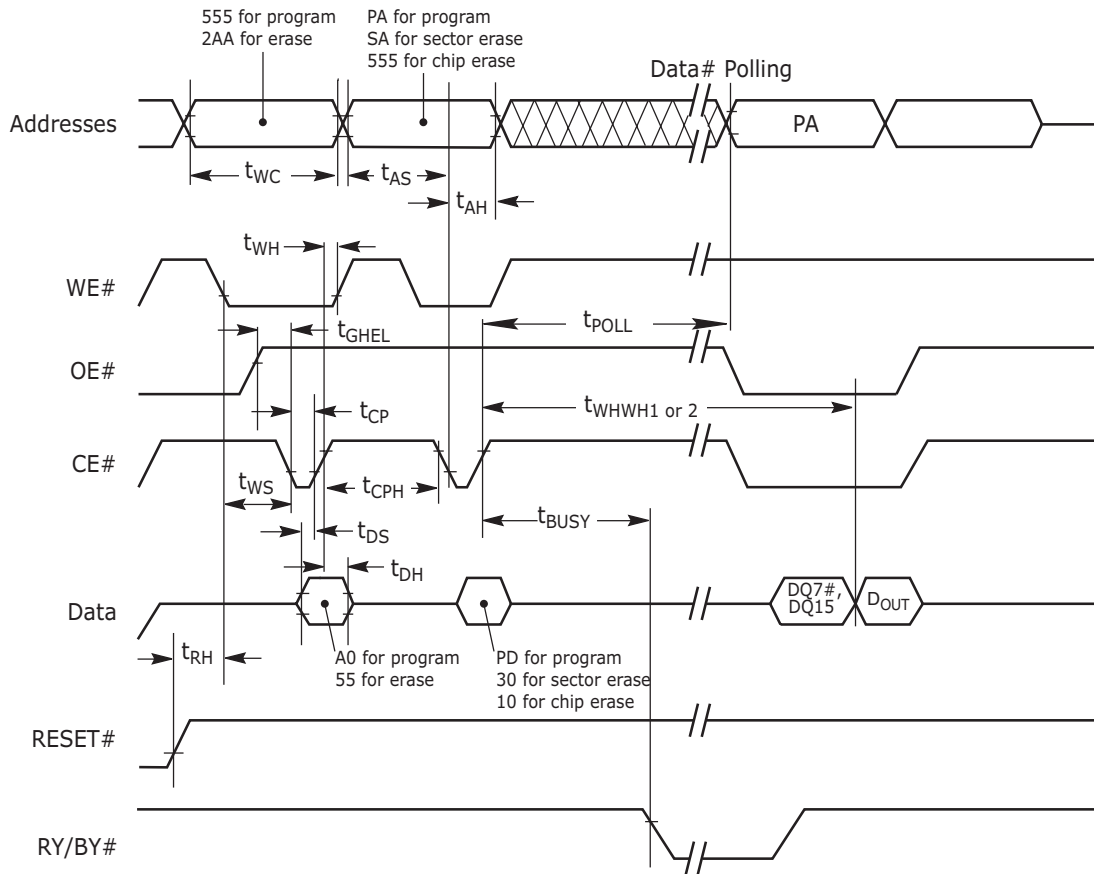 555 for program
2AA for erase
PA for program
SA for sector erase
555 for chip erase
Data# Polling
Addresses
PA
tWC
tAS
tAH
tWH
WE#
tGHEL
tPOLL
OE#
tCP
tWHWH1 or 2
CE#
tWS
tCPH
tDS
tBUSY
tDH
Data
DQ7#,
DQ15
DOUT
tRH
A0 for program
55 for erase
PD for program
30 for sector erase
10 for chip erase
RESET#
RY/BY#